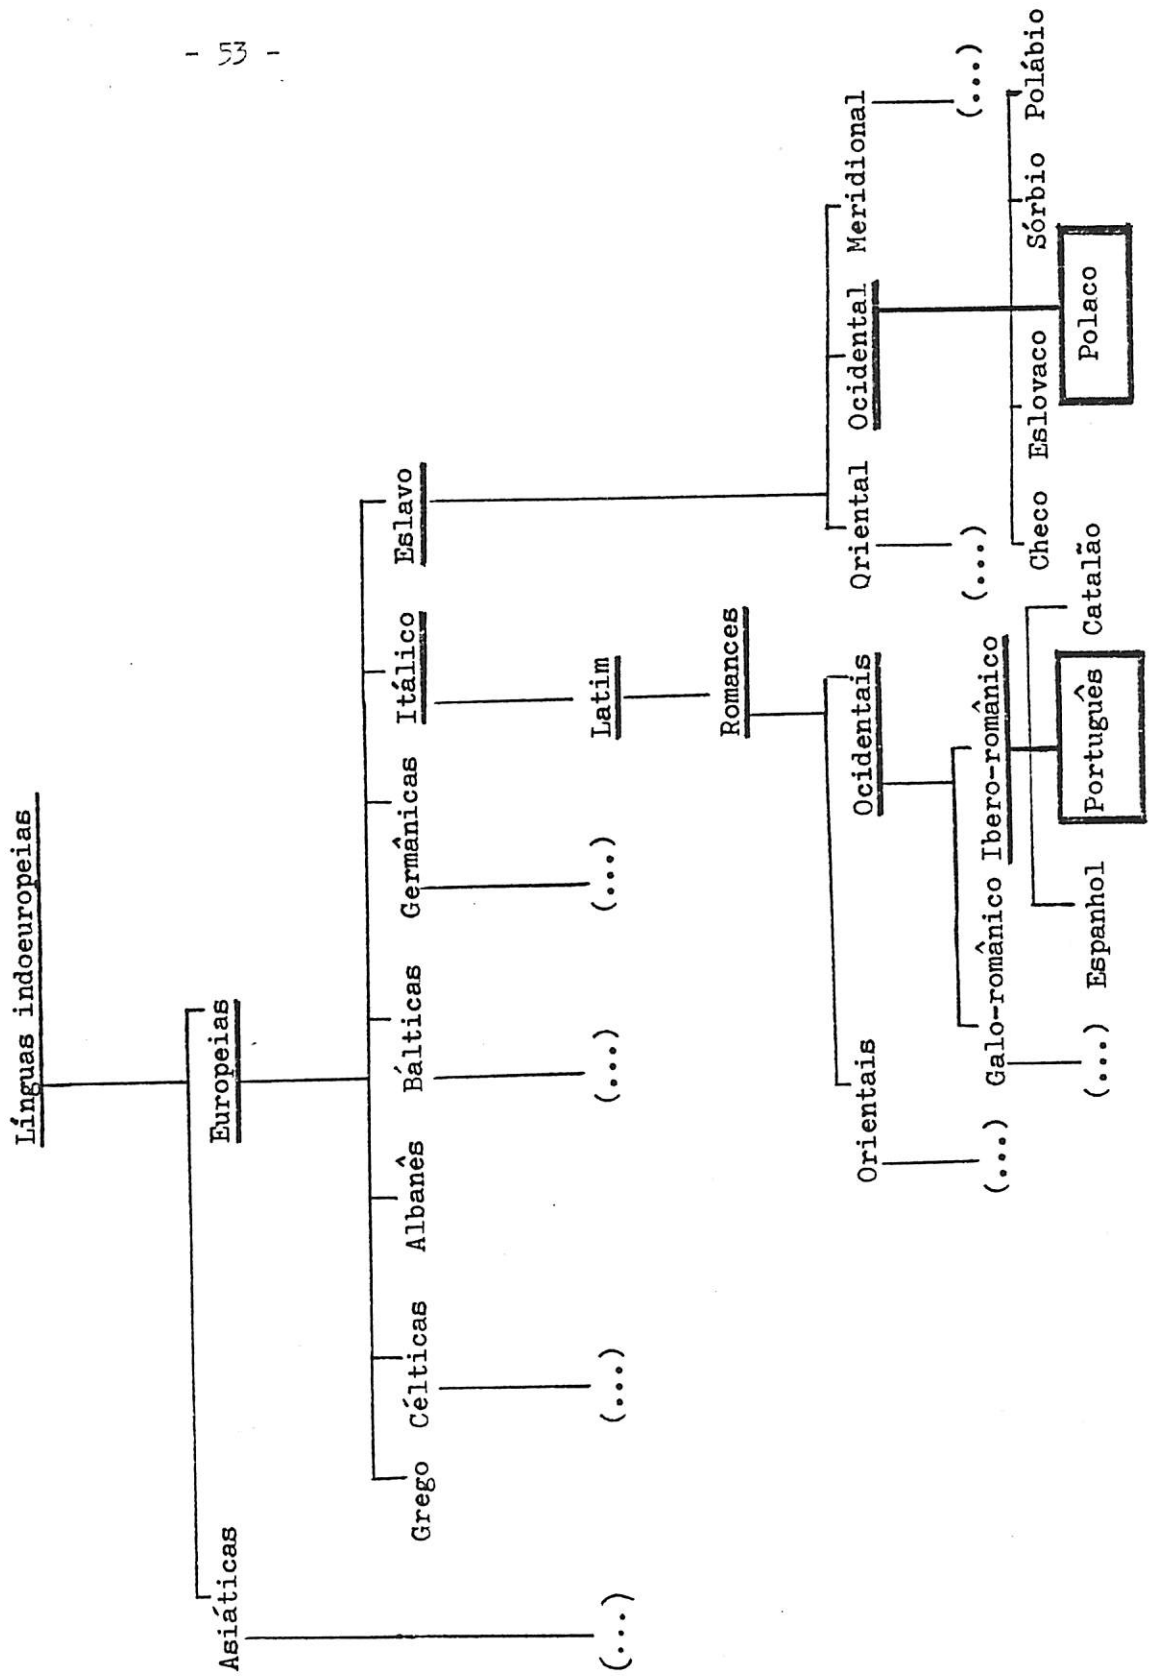 - 53 -
Línguas indoeuropeias
Asiáticas Europeias
Grego Célticas Albanês Bálticas Germânicas Itálico Eslavo
(...) (...) (...) (...) Latim
Romances
Orientais Ocidentais Qriental Ocidental Meridional
(...) Galo-românico Ibero-românico (...) (...)
(...) Espanhol Português Catalão Checo Eslovaco Polaco Sórbio Polábio